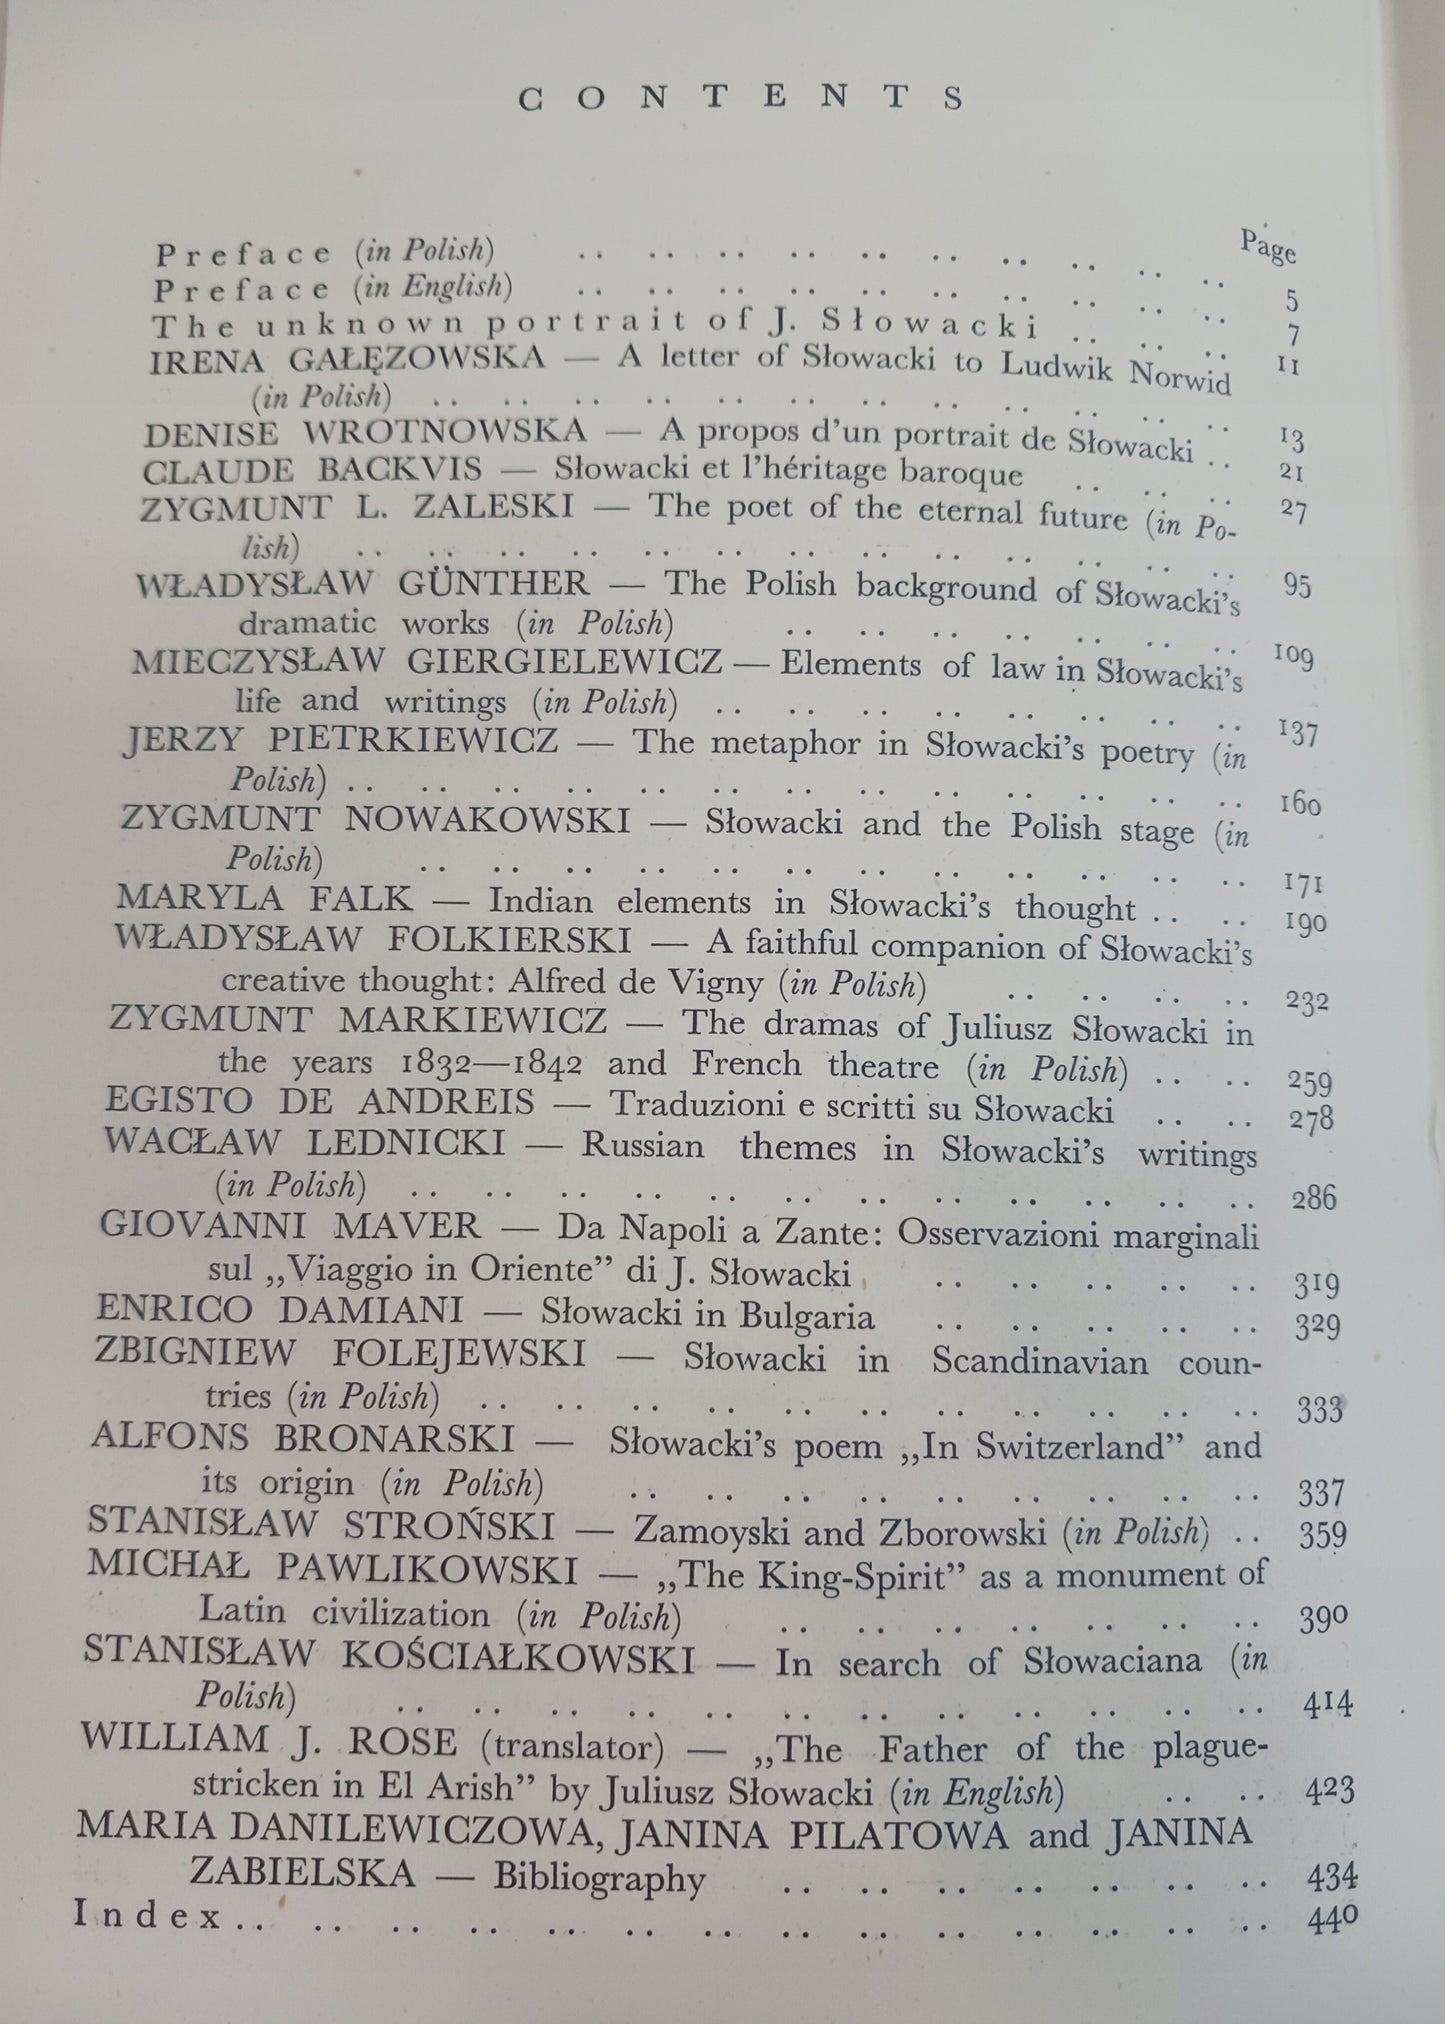 CONTENTS
Page
Preface (in Polish) .. .. .. .. .. .. .. .. .. .. 5
Preface (in English) .. .. .. .. .. .. .. .. .. .. 7
The unknown portrait of J. Słowacki .. .. .. 11
IRENA GAŁĘZOWSKA — A letter of Słowacki to Ludwik Norwid
(in Polish) .. .. .. .. .. .. .. .. .. .. .. .. 13
DENISE WROTNOWSKA — A propos d'un portrait de Słowacki .. 21
CLAUDE BACKVIS — Słowacki et l'héritage baroque .. .. .. 27
ZYGMUNT L. ZALESKI — The poet of the eternal future (in Po-
lish) .. .. .. .. .. .. .. .. .. .. .. .. .. 95
WŁADYSŁAW GÜNTHER — The Polish background of Słowacki's
dramatic works (in Polish) .. .. .. .. .. .. .. 109
MIECZYSŁAW GIERGIELEWICZ — Elements of law in Słowacki's
life and writings (in Polish) .. .. .. .. .. .. .. .. 137
JERZY PIETRKIEWICZ — The metaphor in Słowacki's poetry (in
Polish) .. .. .. .. .. .. .. .. .. .. .. .. .. 160
ZYGMUNT NOWAKOWSKI — Słowacki and the Polish stage (in
Polish) .. .. .. .. .. .. .. .. .. .. .. .. 171
MARYLA FALK — Indian elements in Słowacki's thought .. .. 190
WŁADYSŁAW FOLKIERSKI — A faithful companion of Słowacki's
creative thought: Alfred de Vigny (in Polish) .. .. .. .. 232
ZYGMUNT MARKIEWICZ — The dramas of Juliusz Słowacki in
the years 1832—1842 and French theatre (in Polish) .. .. 259
EGISTO DE ANDREIS — Traduzioni e scritti su Słowacki .. .. 278
WACŁAW LEDNICKI — Russian themes in Słowacki's writings
(in Polish) .. .. .. .. .. .. .. .. .. .. .. .. 286
GIOVANNI MAVER — Da Napoli a Zante: Osservazioni marginali
sul „Viaggio in Oriente” di J. Słowacki .. .. .. .. .. 319
ENRICO DAMIANI — Słowacki in Bulgaria .. .. .. .. .. 329
ZBIGNIEW FOLEJEWSKI — Słowacki in Scandinavian coun-
tries (in Polish) .. .. .. .. .. .. .. .. .. .. .. 333
ALFONS BRONARSKI — Słowacki's poem „In Switzerland” and
its origin (in Polish) .. .. .. .. .. .. .. .. .. 337
STANISŁAW STROŃSKI — Zamoyski and Zborowski (in Polish) .. 359
MICHAŁ PAWLIKOWSKI — „The King-Spirit” as a monument of
Latin civilization (in Polish) .. .. .. .. .. .. .. 390
STANISŁAW KOŚCIAŁKOWSKI — In search of Słowaciana (in
Polish) .. .. .. .. .. .. .. .. .. .. .. .. 414
WILLIAM J. ROSE (translator) — „The Father of the plague-
stricken in El Arish” by Juliusz Słowacki (in English) .. .. 423
MARIA DANILEWICZOWA, JANINA PILATOWA and JANINA
ZABIELSKA — Bibliography .. .. .. .. .. .. .. 434
Index .. .. .. .. .. .. .. .. .. .. .. .. .. .. 440